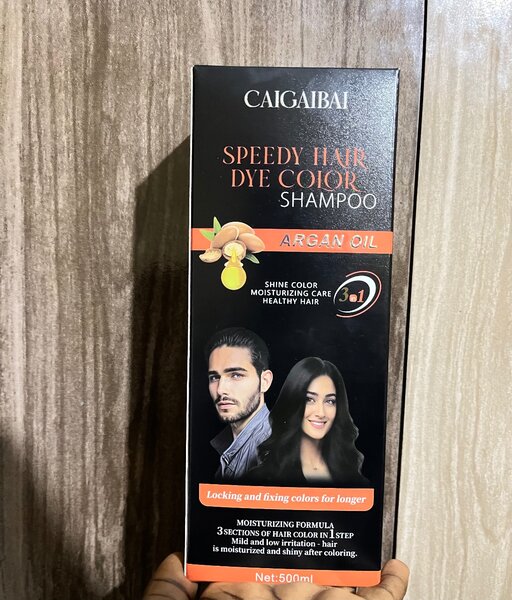 CAIGAIBAI
SPEEDY HAIR
DYE COLOR
SHAMPOO
ARGAN OIL
SHINE COLOR
MOISTURIZING CARE
HEALTHY HAIR
3in1
Locking and fixing colors for longer
MOISTURIZING FORMULA
3 SECTIONS OF HAIR COLOR IN 1 STEP
Mild and low irritation - hair
is moisturized and shiny after coloring.
Net:500ml